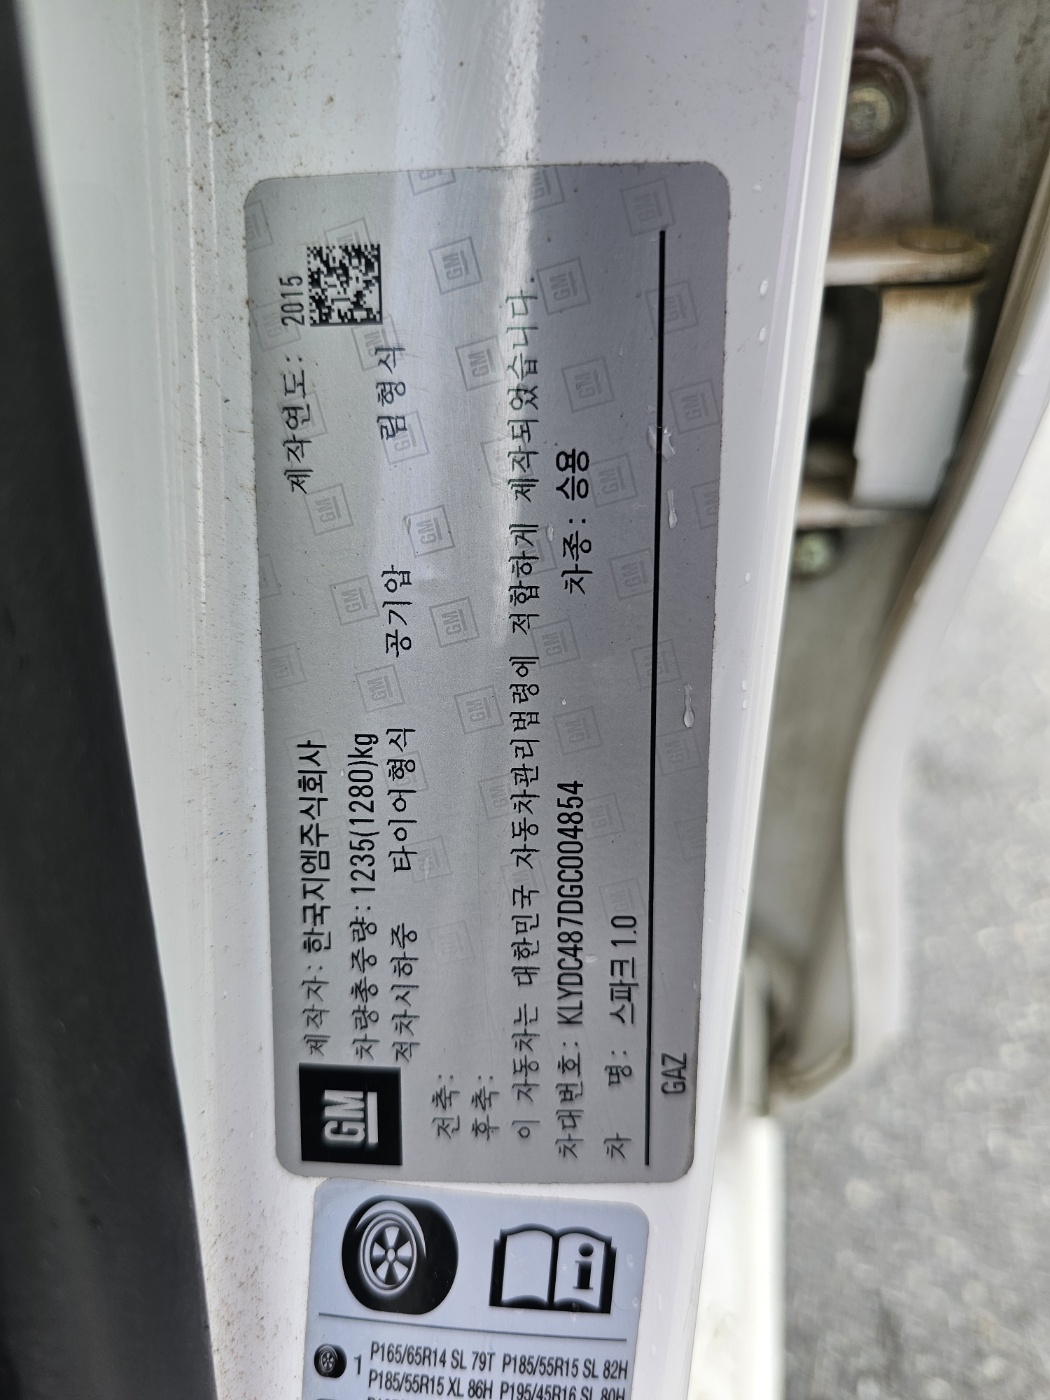 제작자: 한국지엠주식회사 제작연도: 2015
차량총중량: 1235(1280)kg
적차시하중 타이어형식 공기압 림형식
전축:
후축:
이 자동차는 대한민국 자동차관리법령에 적합하게 제작되었습니다.
차대번호: KLYDC487DGC004854 차종: 승용
차 명: 스파크 1.0
GAZ
GM
i
1 P165/65R14 SL 79T P185/55R15 SL 82H
P185/55R15 XL 86H P195/45R16 SL 80H